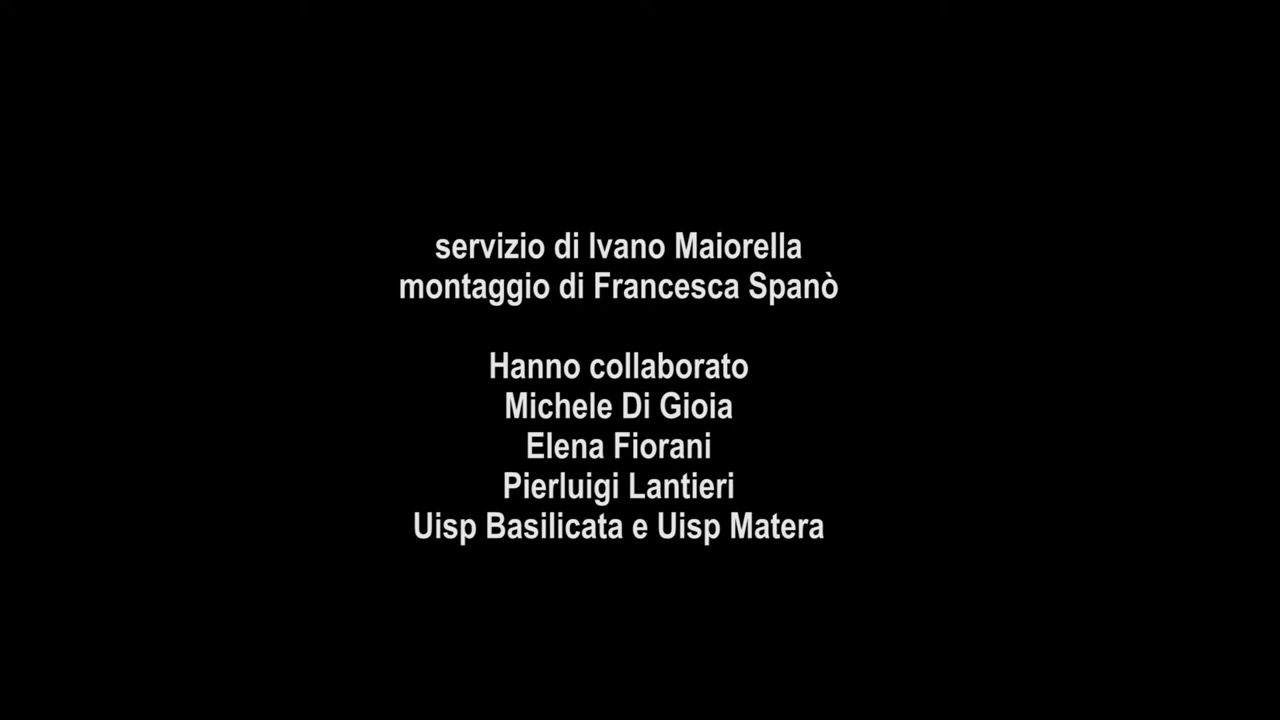 servizio di Ivano Maiorella
montaggio di Francesca Spanò
Hanno collaborato
Michele Di Gioia
Elena Fiorani
Pierluigi Lantieri
Uisp Basilicata e Uisp Matera